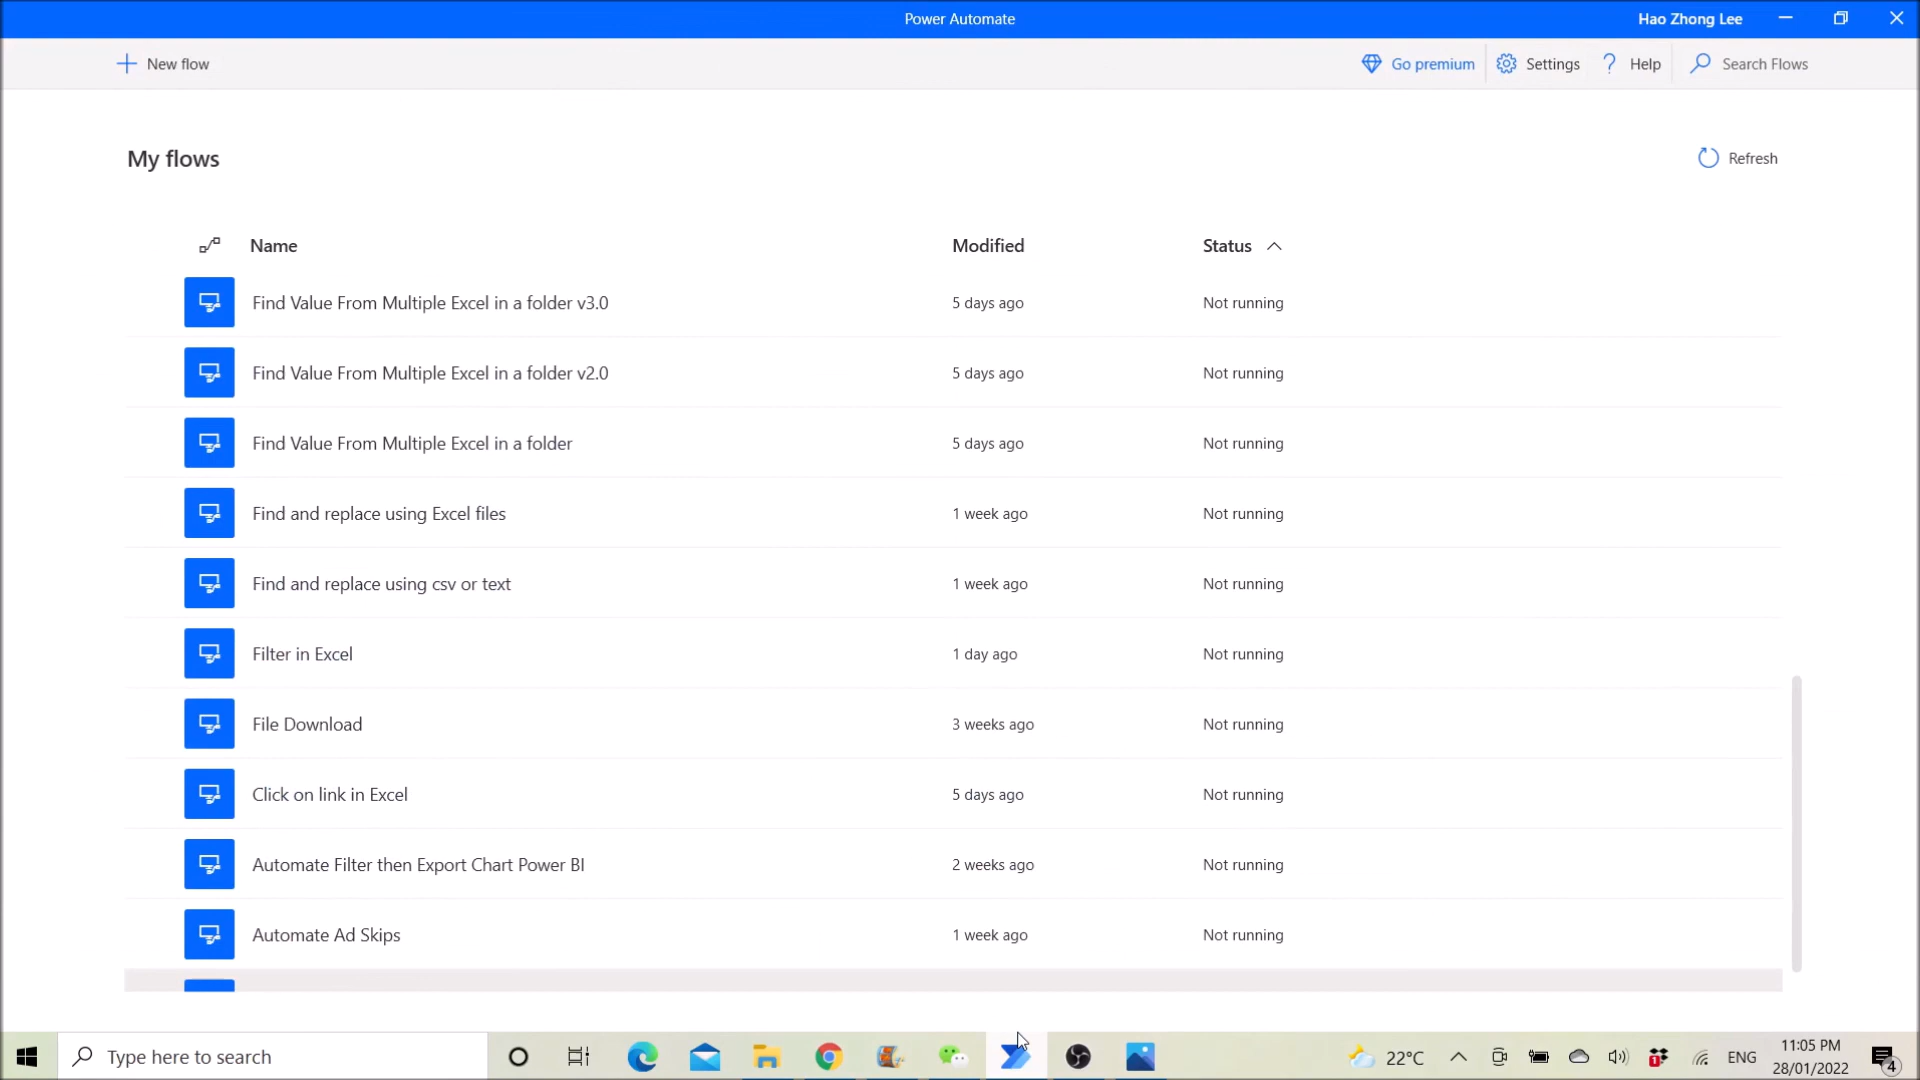 Power Automate
Hao Zhong Lee
New flow
Go premium
Settings
? Help
Search Flows
My flows
Refresh
Name Modified Status
Find Value From Multiple Excel in a folder v3.0 5 days ago Not running
Find Value From Multiple Excel in a folder v2.0 5 days ago Not running
Find Value From Multiple Excel in a folder 5 days ago Not running
Find and replace using Excel files 1 week ago Not running
Find and replace using csv or text 1 week ago Not running
Filter in Excel 1 day ago Not running
File Download 3 weeks ago Not running
Click on link in Excel 5 days ago Not running
Automate Filter then Export Chart Power BI 2 weeks ago Not running
Automate Ad Skips 1 week ago Not running
Type here to search
22°C
1
ENG
11:05 PM
28/01/2022
4